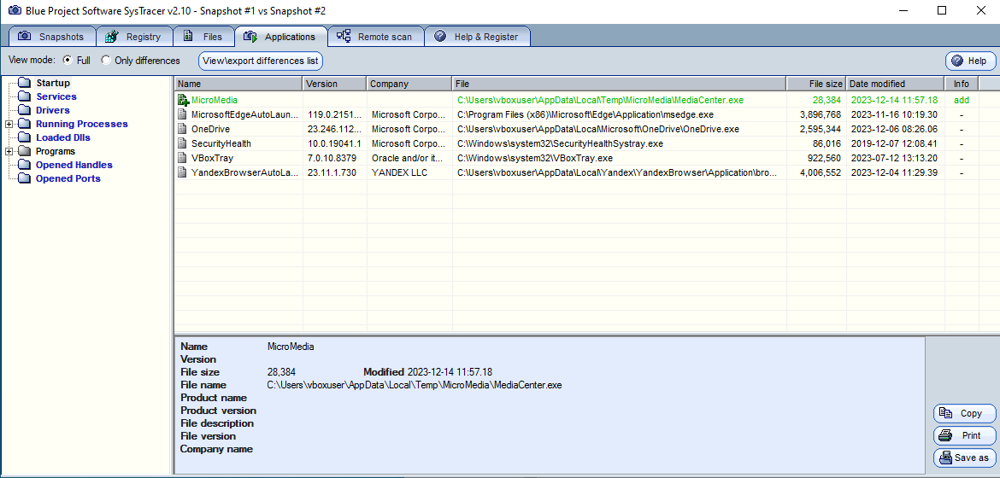 Blue Project Software SysTracer v2.10 - Snapshot #1 vs Snapshot #2
Snapshots Registry Files Applications Remote scan Help & Register
View mode: Full Only differences View\export differences list Help
Startup
Services
Drivers
Running Processes
Loaded Dlls
Programs
Opened Handles
Opened Ports
Name Version Company File File size Date modified Info
MicroMedia C:\Users\vboxuser\AppData\Local\Temp\MicroMedia\MediaCenter.exe 28,384 2023-12-14 11:57.18 add
MicrosoftEdgeAutoLaun... 119.0.2151... Microsoft Corpo... C:\Program Files (x86)\Microsoft\Edge\Application\msedge.exe 3,896,768 2023-11-16 10:19.30 -
OneDrive 23.246.112... Microsoft Corpo... C:\Users\vboxuser\AppData\Local\Microsoft\OneDrive\OneDrive.exe 2,595,344 2023-12-06 08:26.06 -
SecurityHealth 10.0.19041.1 Microsoft Corpo... C:\Windows\system32\SecurityHealthSystray.exe 86,016 2019-12-07 12:08.41 -
VBoxTray 7.0.10.8379 Oracle and/or it... C:\Windows\system32\VBoxTray.exe 922,560 2023-07-12 13:13.20 -
YandexBrowserAutoLa... 23.11.1.730 YANDEX LLC C:\Users\vboxuser\AppData\Local\Yandex\YandexBrowser\Application\bro... 4,006,552 2023-12-04 11:29.39 -
Name MicroMedia
Version
File size 28,384 Modified 2023-12-14 11:57.18
File name C:\Users\vboxuser\AppData\Local\Temp\MicroMedia\MediaCenter.exe
Product name
Product version
File description
File version
Company name
Copy
Print
Save as